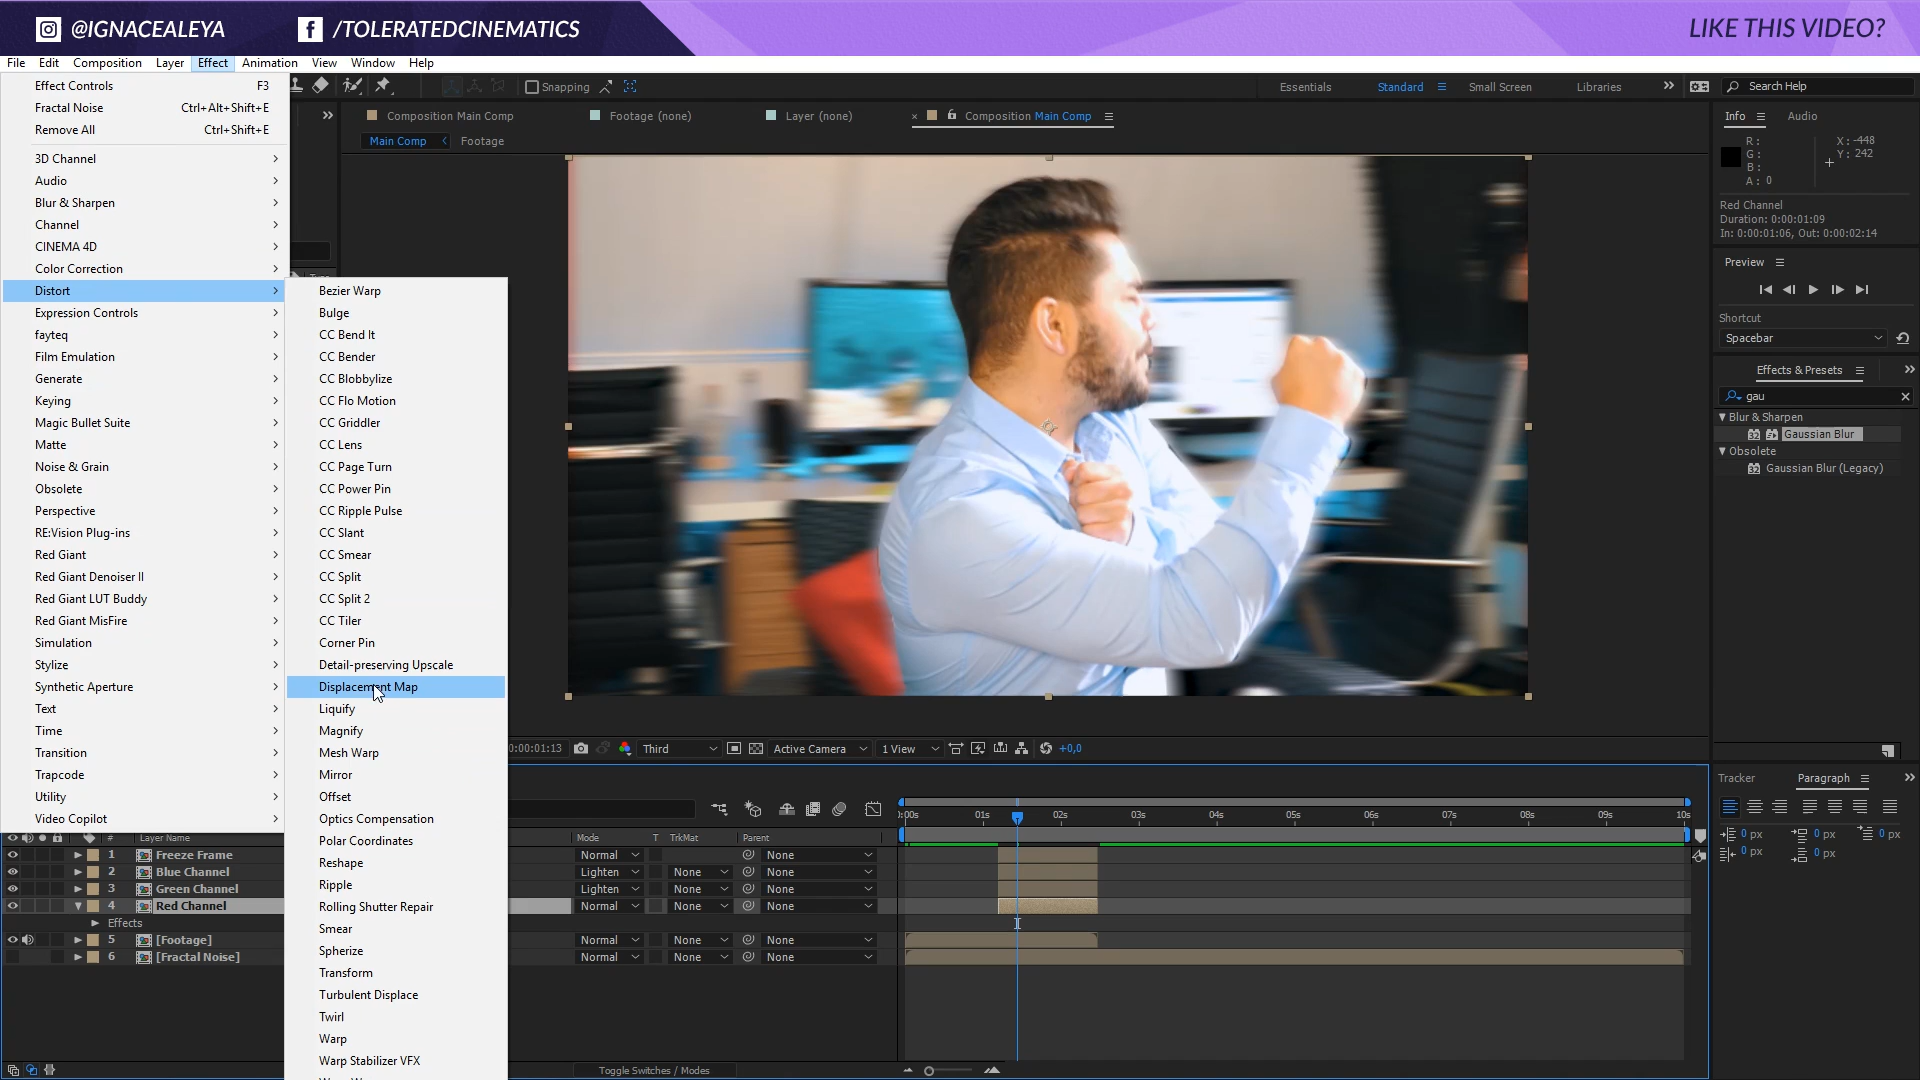 @IGNACEALEYA
/TOLERATEDCINEMATICS
LIKE THIS VIDEO?
File Edit Composition Layer Effect Animation View Window Help
Effect Controls F3
Fractal Noise Ctrl+Alt+Shift+E
Remove All Ctrl+Shift+E
3D Channel
Audio
Blur & Sharpen
Channel
CINEMA 4D
Color Correction
Distort
Expression Controls
fayteq
Film Emulation
Generate
Keying
Magic Bullet Suite
Matte
Noise & Grain
Obsolete
Perspective
RE:Vision Plug-ins
Red Giant
Red Giant Denoiser II
Red Giant LUT Buddy
Red Giant MisFire
Simulation
Stylize
Synthetic Aperture
Text
Time
Transition
Trapcode
Utility
Video Copilot
Bezier Warp
Bulge
CC Bend It
CC Bender
CC Blobbylize
CC Flo Motion
CC Griddler
CC Lens
CC Page Turn
CC Power Pin
CC Ripple Pulse
CC Slant
CC Smear
CC Split
CC Split 2
CC Tiler
Corner Pin
Detail-preserving Upscale
Displacement Map
Liquify
Magnify
Mesh Warp
Mirror
Offset
Optics Compensation
Polar Coordinates
Reshape
Ripple
Rolling Shutter Repair
Smear
Spherize
Transform
Turbulent Displace
Twirl
Warp
Warp Stabilizer VFX
Snapping
Essentials Standard Small Screen Libraries
Search Help
Composition Main Comp
Footage (none)
Layer (none)
Composition Main Comp
Main Comp Footage
0:00:01:13 Third Active Camera 1 View +0,0
Info Audio
R:
G:
B:
A: 0
X: -448
Y: 242
Red Channel
Duration: 0:00:01:09
In: 0:00:01:06, Out: 0:00:02:14
Preview
Shortcut
Spacebar
Effects & Presets
gau
Blur & Sharpen
Gaussian Blur
Obsolete
Gaussian Blur (Legacy)
Tracker Paragraph
0 px 0 px 0 px
0 px 0 px
# Layer Name Mode T TrkMat Parent
1 Freeze Frame Normal None
2 Blue Channel Lighten None None
3 Green Channel Lighten None None
4 Red Channel Normal None None
Effects
5 [Footage] Normal None None
6 [Fractal Noise] Normal None None
:00s 01s 02s 03s 04s 05s 06s 07s 08s 09s 10s
Toggle Switches / Modes